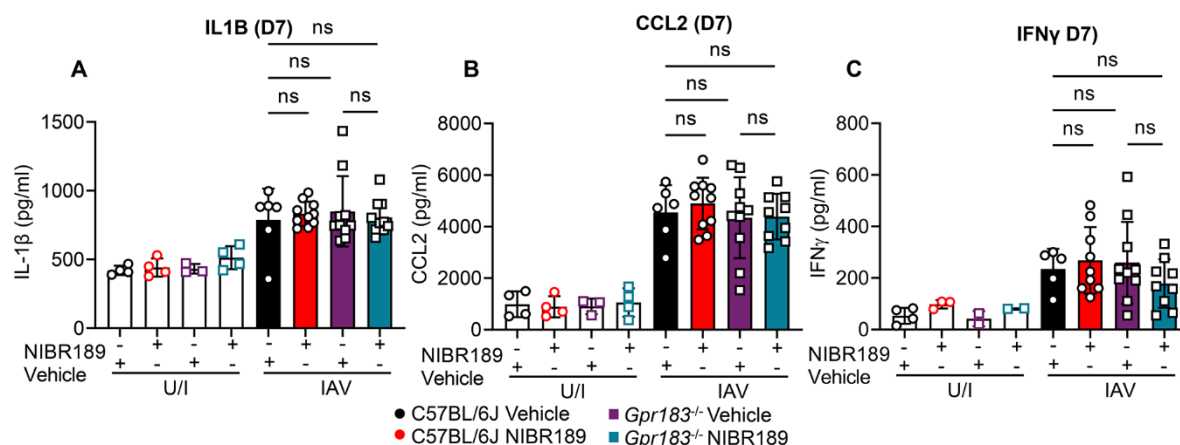 IL1B (D7)
CCL2 (D7)
IFNγ D7)
A
B
C
ns
ns
ns
ns
ns
ns
ns
ns
ns
ns
ns
ns
IL-1β (pg/ml)
1500
1000
500
0
CCL2 (pg/ml)
8000
6000
4000
2000
0
IFNγ (pg/ml)
800
600
400
200
0
NIBR189 - + - + - + - +
Vehicle + - + - + - + -
U/I IAV
NIBR189 - + - + - + - +
Vehicle + - + - + - + -
U/I IAV
NIBR189 - + - + - + - +
Vehicle + - + - + - + -
U/I IAV
C57BL/6J Vehicle
C57BL/6J NIBR189
Gpr183-/- Vehicle
Gpr183-/- NIBR189